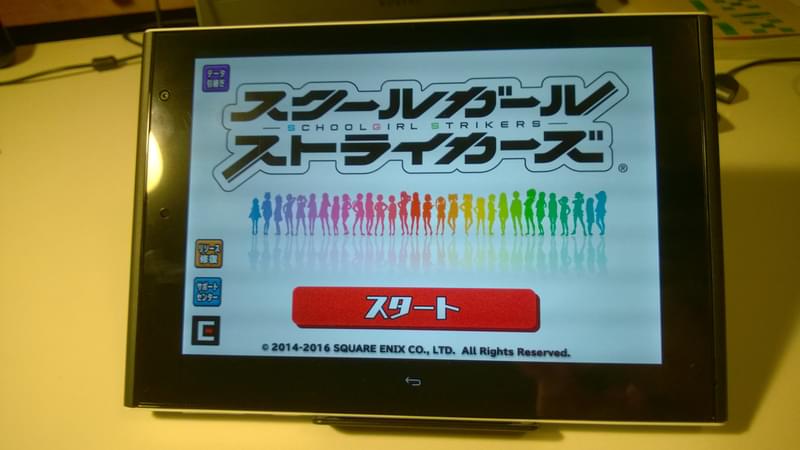 データ
引継ぎ
スクールガール
SCHOOLGIRL STRIKERS
ストライカーズ
®
リソース
修復
サポート
センター
スタート
© 2014-2016 SQUARE ENIX CO., LTD. All Rights Reserved.